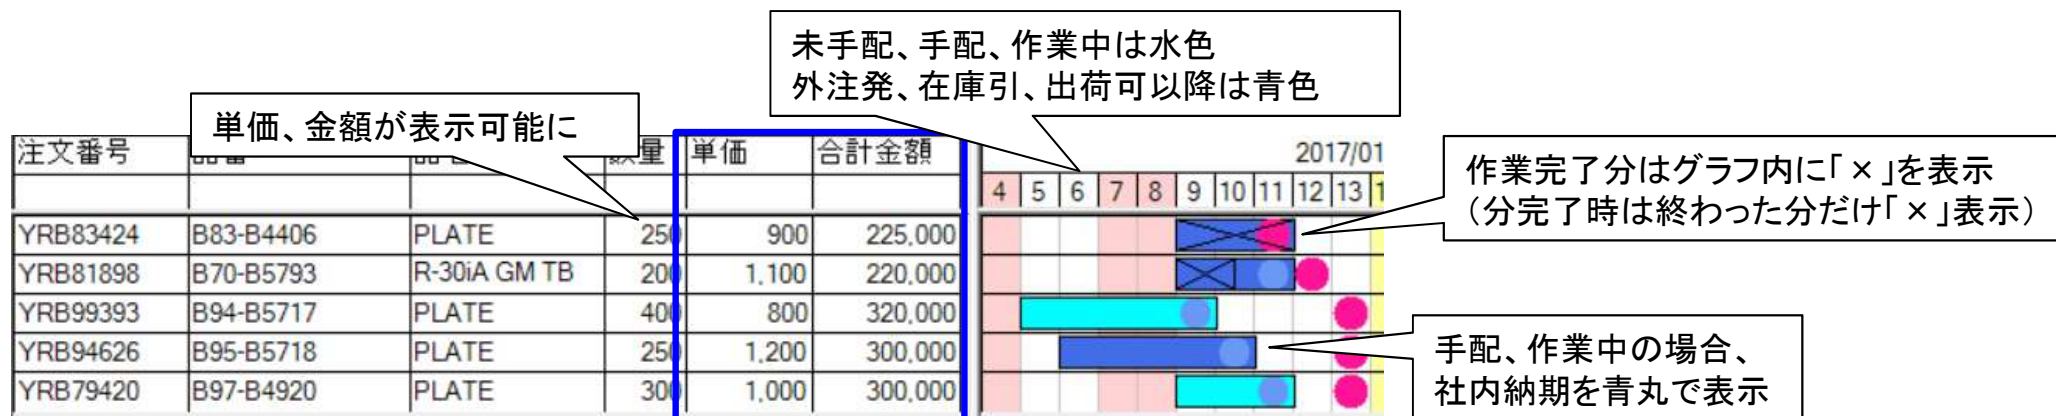 未手配、手配、作業中は水色
外注発、在庫引、出荷可以降は青色
単価、金額が表示可能に
注文番号 数量 単価 合計金額 2017/01
4 5 6 7 8 9 10 11 12 13 1
作業完了分はグラフ内に「×」を表示
(分完了時は終わった分だけ「×」表示)
YRB83424 B83-B4406 PLATE 250 900 225,000
YRB81898 B70-B5793 R-30iA GM TB 200 1,100 220,000
YRB99393 B94-B5717 PLATE 400 800 320,000
YRB94626 B95-B5718 PLATE 250 1,200 300,000
YRB79420 B97-B4920 PLATE 300 1,000 300,000
手配、作業中の場合、
社内納期を青丸で表示